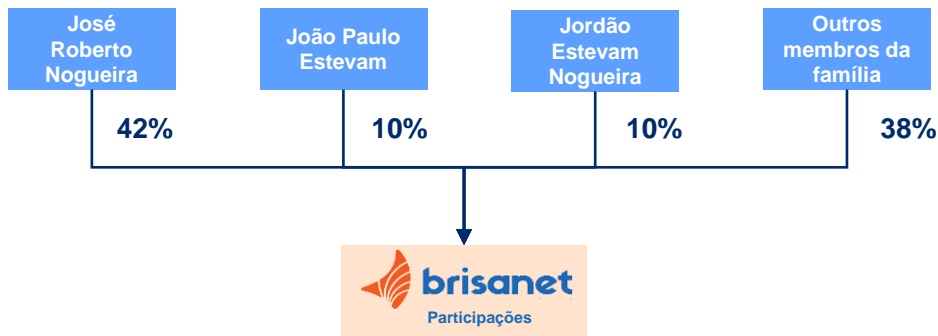 José
Roberto
Nogueira
João Paulo
Estevam
Jordão
Estevam
Nogueira
Outros
membros da
família
42%
10%
10%
38%
brisanet
Participações